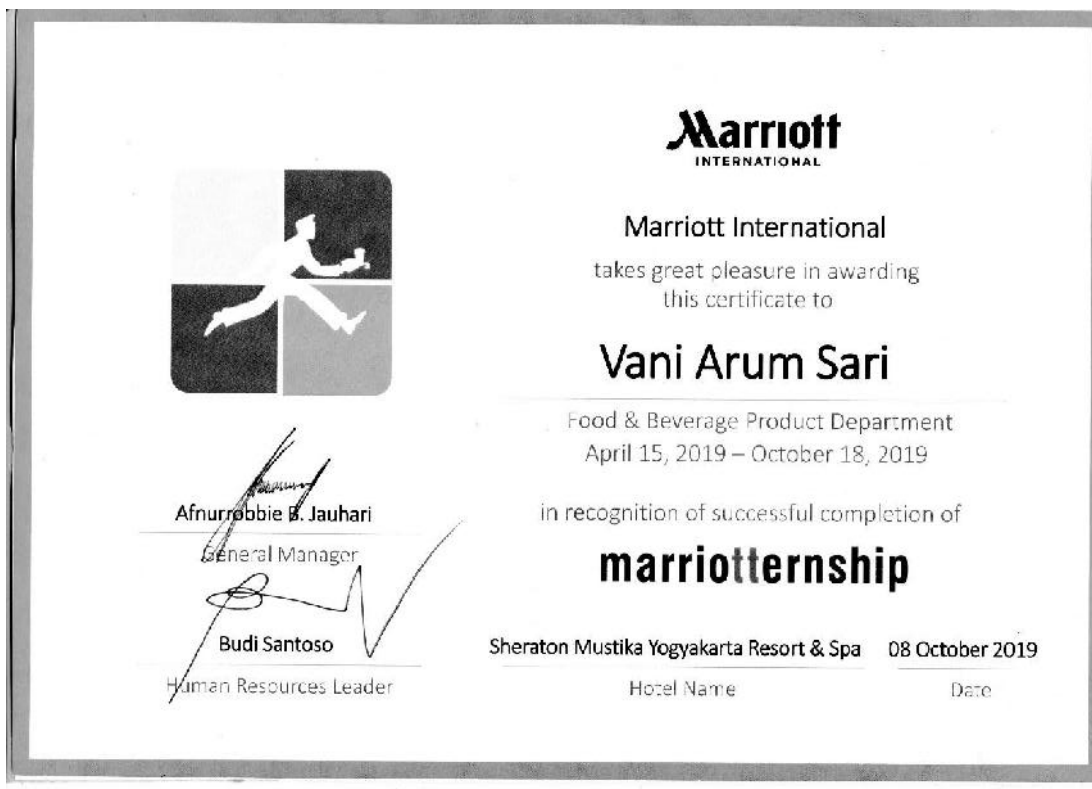 Marriott
INTERNATIONAL
Marriott International
takes great pleasure in awarding
this certificate to
Vani Arum Sari
Food & Beverage Product Department
April 15, 2019 – October 18, 2019
in recognition of successful completion of
marriotternship
Afnurrobbie B. Jauhari
General Manager
Budi Santoso
Human Resources Leader
Sheraton Mustika Yogyakarta Resort & Spa 08 October 2019
Hotel Name Date